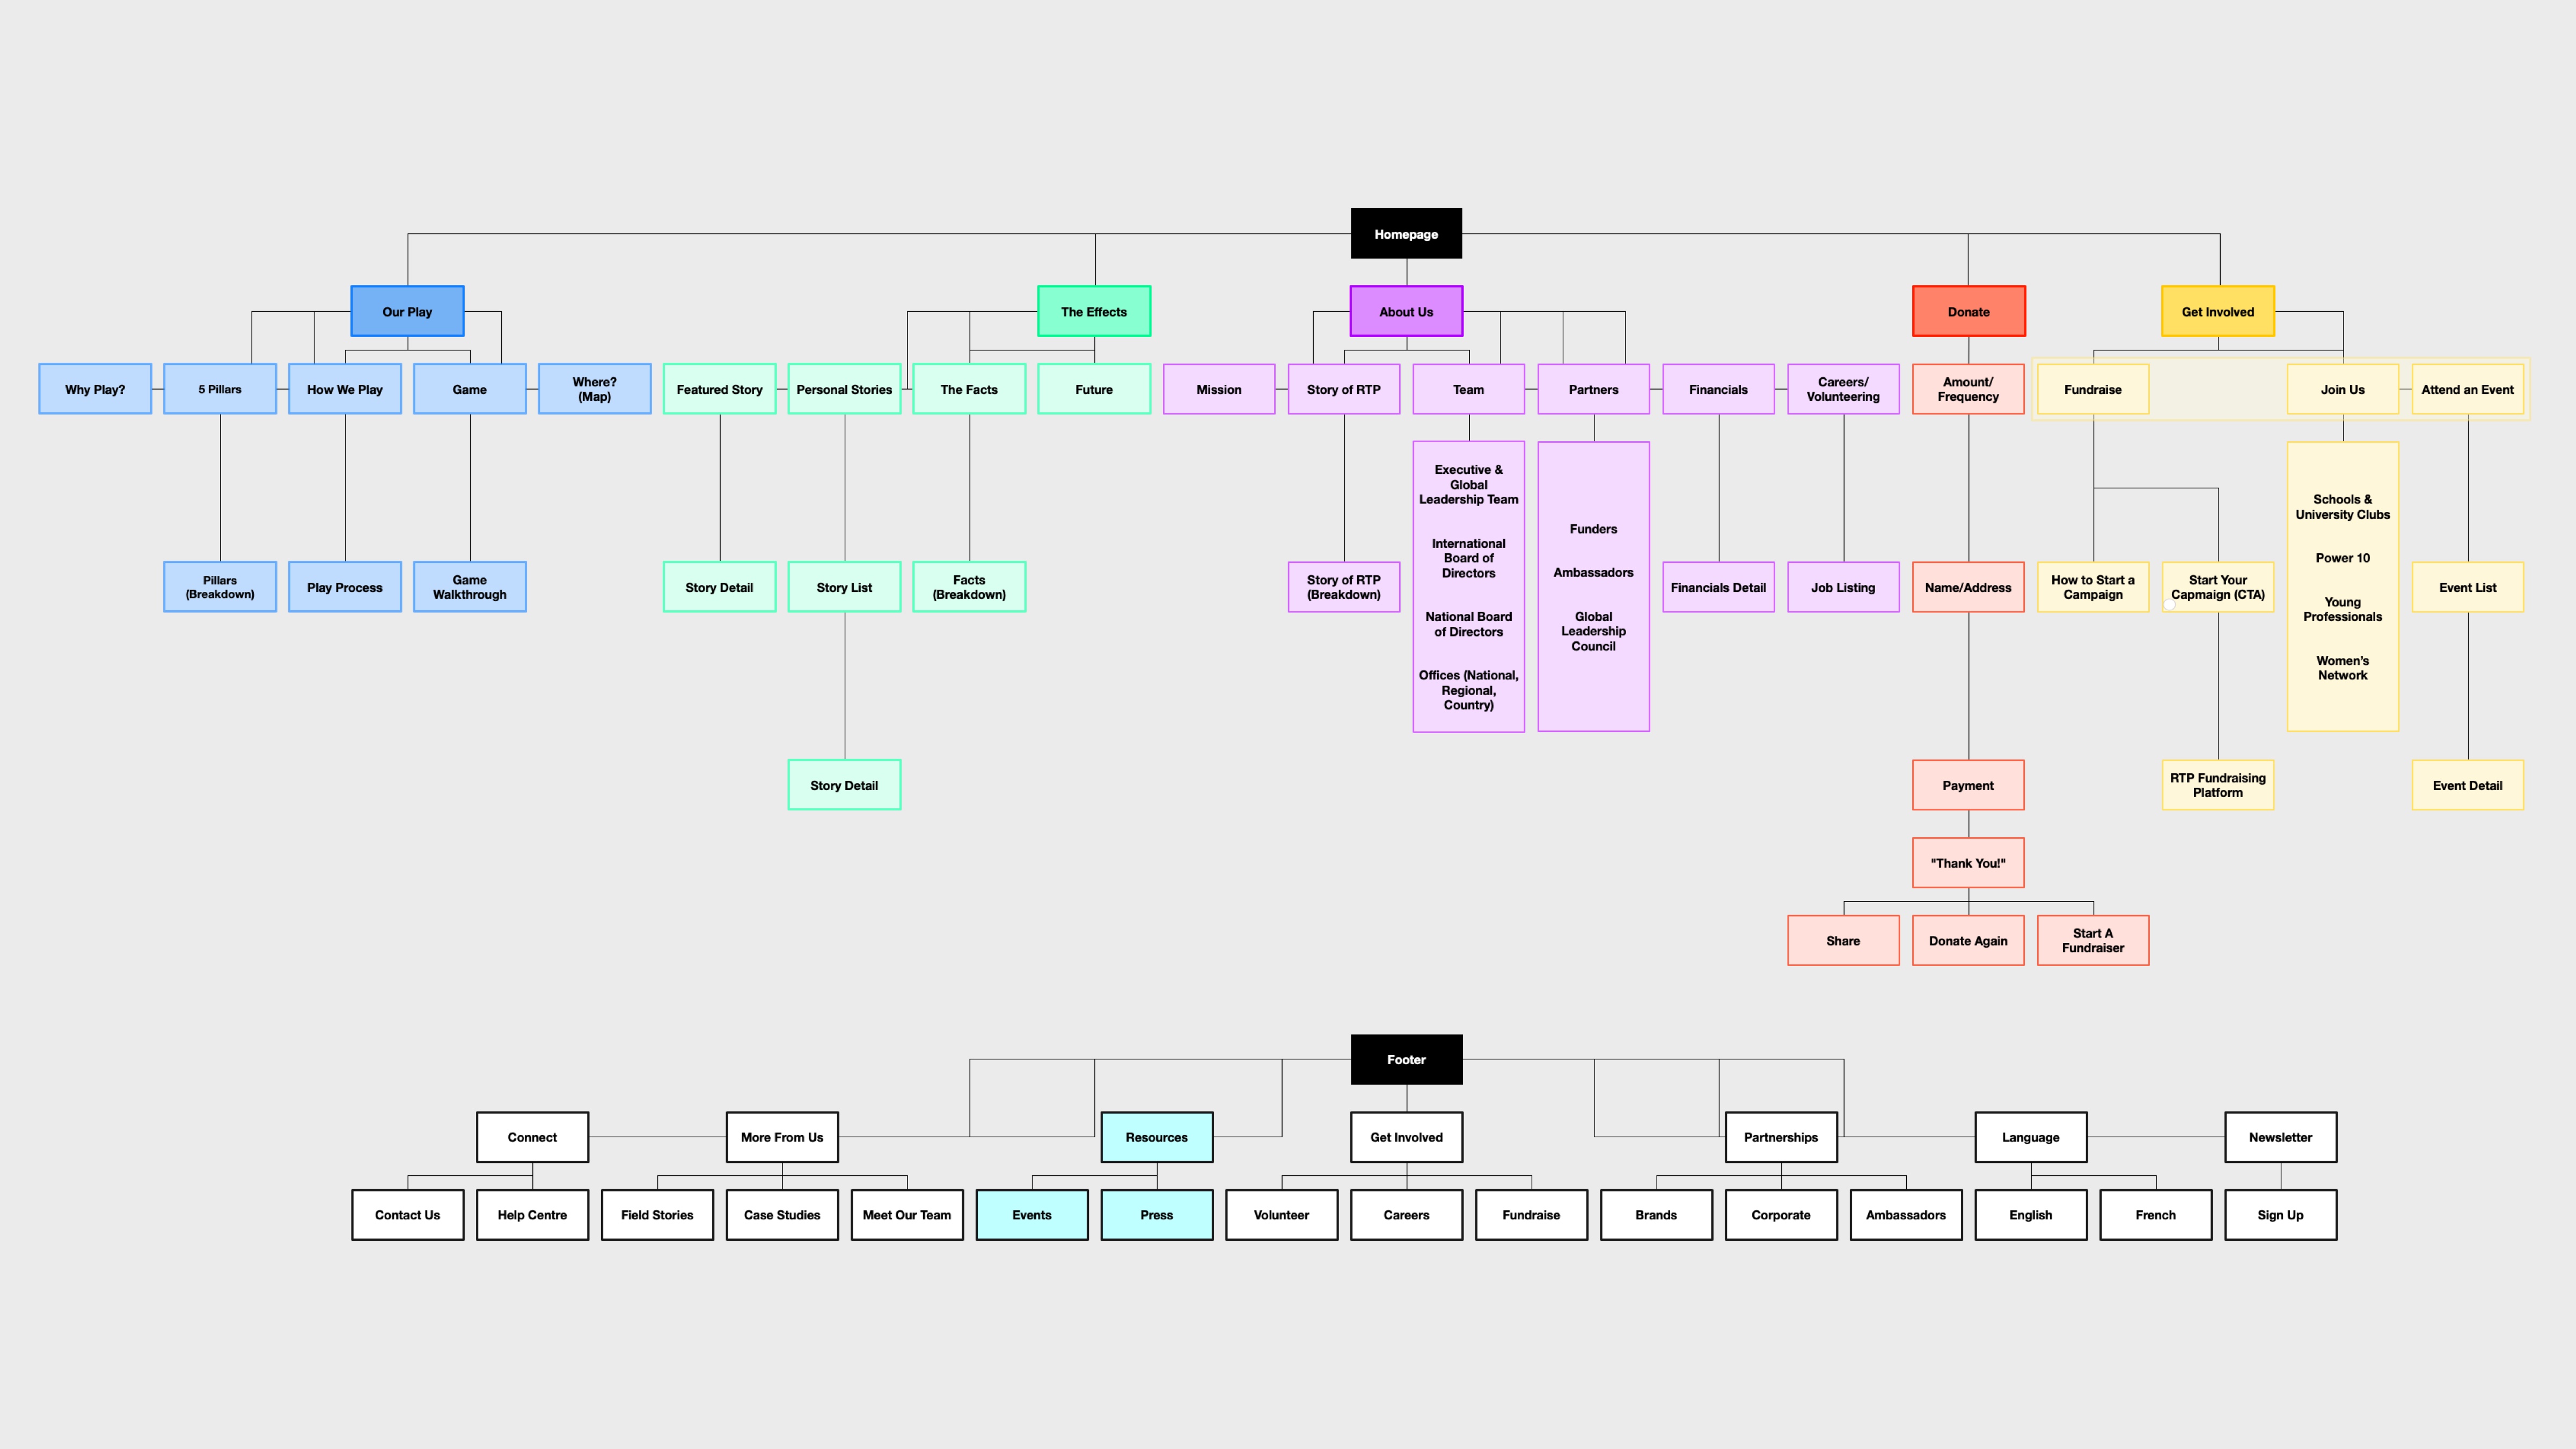 Homepage
Our Play
The Effects
About Us
Donate
Get Involved
Why Play?
5 Pillars
How We Play
Game
Where?
(Map)
Featured Story
Personal Stories
The Facts
Future
Mission
Story of RTP
Team
Partners
Financials
Careers/
Volunteering
Amount/
Frequency
Fundraise
Join Us
Attend an Event
Executive &
Global
Leadership Team
International
Board of
Directors
National Board
of Directors
Offices (National,
Regional,
Country)
Funders
Ambassadors
Global
Leadership
Council
Schools &
University Clubs
Power 10
Young
Professionals
Women’s
Network
Pillars
(Breakdown)
Play Process
Game
Walkthrough
Story Detail
Story List
Facts
(Breakdown)
Story of RTP
(Breakdown)
Financials Detail
Job Listing
Name/Address
How to Start a
Campaign
Start Your
Capmaign (CTA)
Event List
Story Detail
Payment
RTP Fundraising
Platform
Event Detail
"Thank You!"
Share
Donate Again
Start A
Fundraiser
Footer
Connect
More From Us
Resources
Get Involved
Partnerships
Language
Newsletter
Contact Us
Help Centre
Field Stories
Case Studies
Meet Our Team
Events
Press
Volunteer
Careers
Fundraise
Brands
Corporate
Ambassadors
English
French
Sign Up